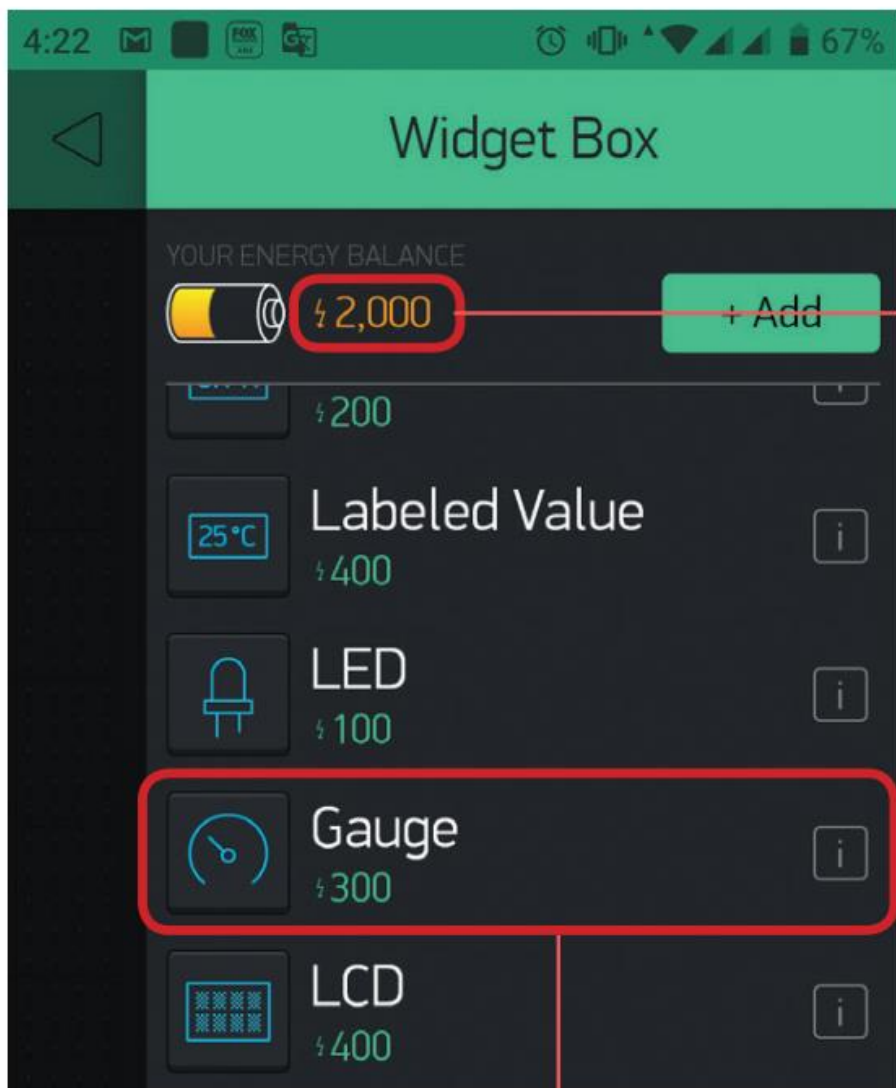 4:22 67%
Widget Box
YOUR ENERGY BALANCE
2,000
+ Add
200
Labeled Value
25°C
400
LED
100
Gauge
300
LCD
400